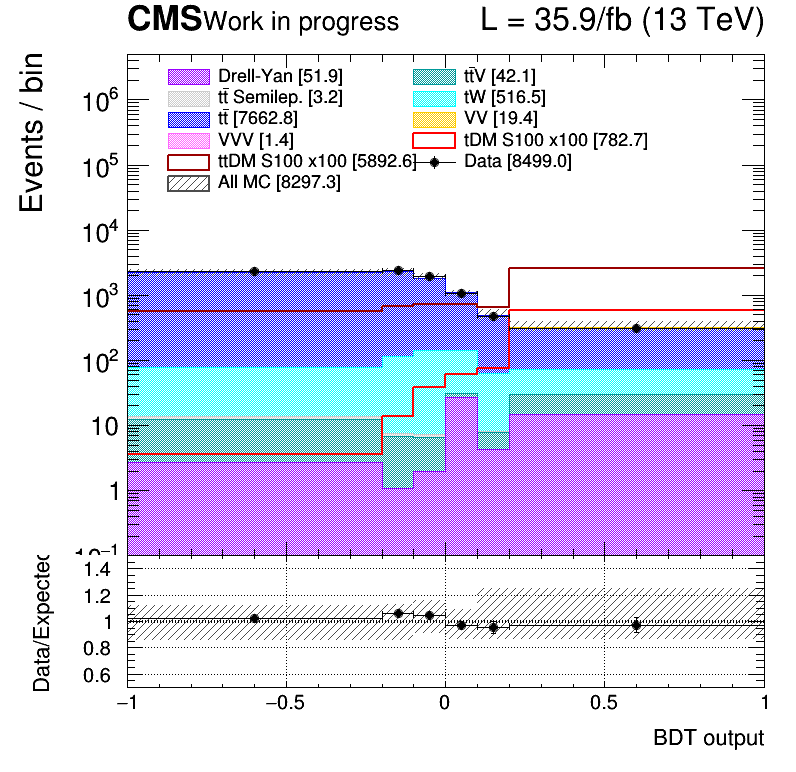 CMS Work in progress L = 35.9/fb (13 TeV)
Events / bin
Drell-Yan [51.9] tt̄V [42.1]
tt̄ Semilep. [3.2] tW [516.5]
tt̄ [7662.8] VV [19.4]
VVV [1.4] tDM S100 x100 [782.7]
ttDM S100 x100 [5892.6] Data [8499.0]
All MC [8297.3]
10⁶
10⁵
10⁴
10³
10²
10
1
10⁻¹
Data/Expected
1.4
1.2
1
0.8
0.6
−1 −0.5 0 0.5 1
BDT output